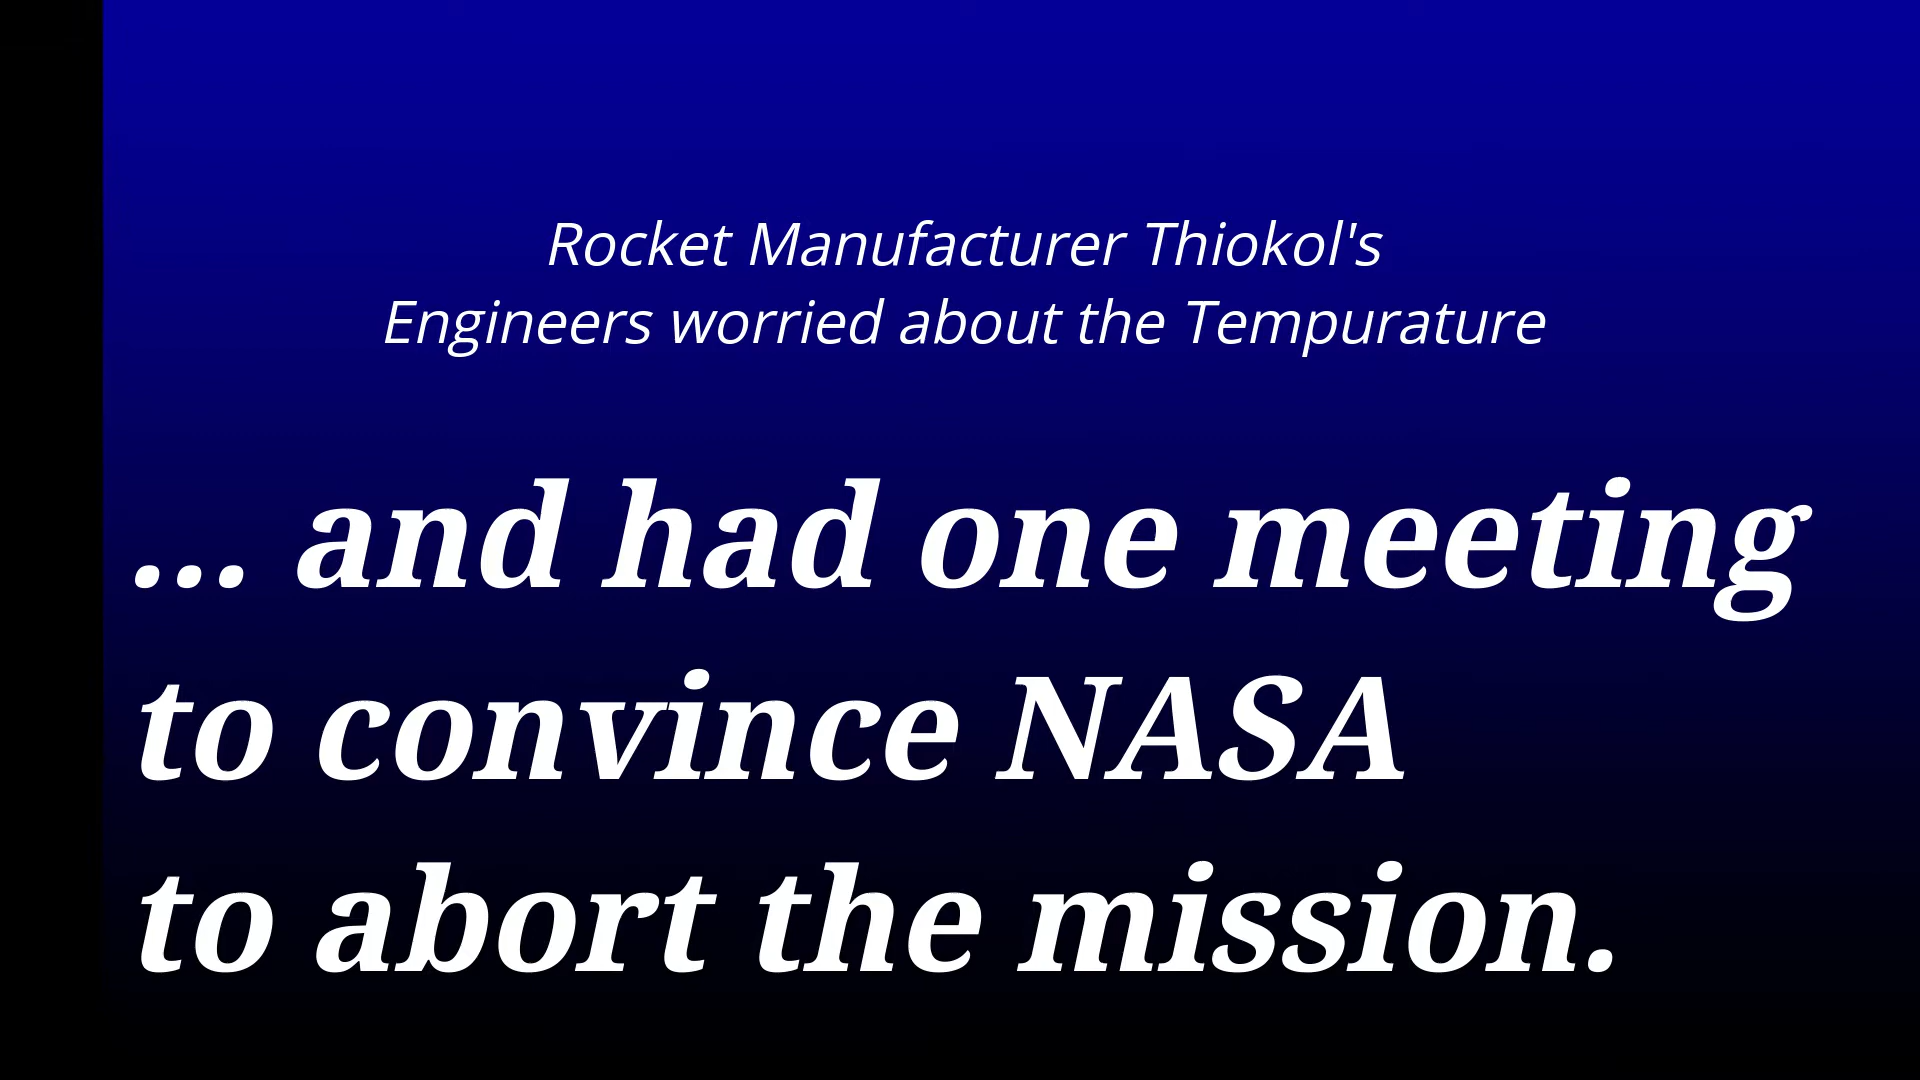 Rocket Manufacturer Thiokol's
Engineers worried about the Tempurature
... and had one meeting
to convince NASA
to abort the mission.